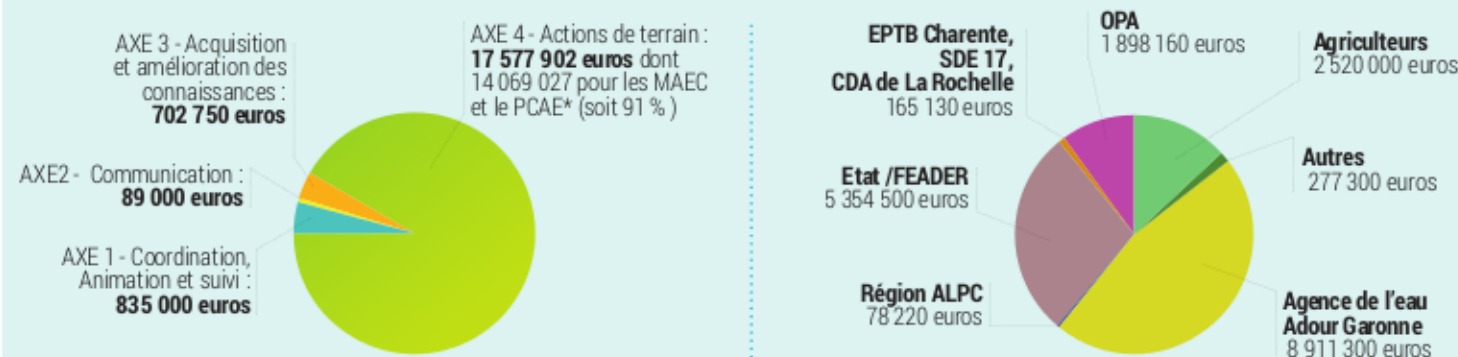 AXE 3 - Acquisition
et amélioration des
connaissances :
702 750 euros
AXE 4 - Actions de terrain :
17 577 902 euros dont
14 069 027 pour les MAEC
et le PCAE* (soit 91 % )
AXE2 - Communication :
89 000 euros
AXE 1 - Coordination,
Animation et suivi :
835 000 euros
EPTB Charente,
SDE 17,
CDA de La Rochelle
165 130 euros
OPA
1 898 160 euros
Agriculteurs
2 520 000 euros
Etat /FEADER
5 354 500 euros
Autres
277 300 euros
Région ALPC
78 220 euros
Agence de l'eau
Adour Garonne
8 911 300 euros